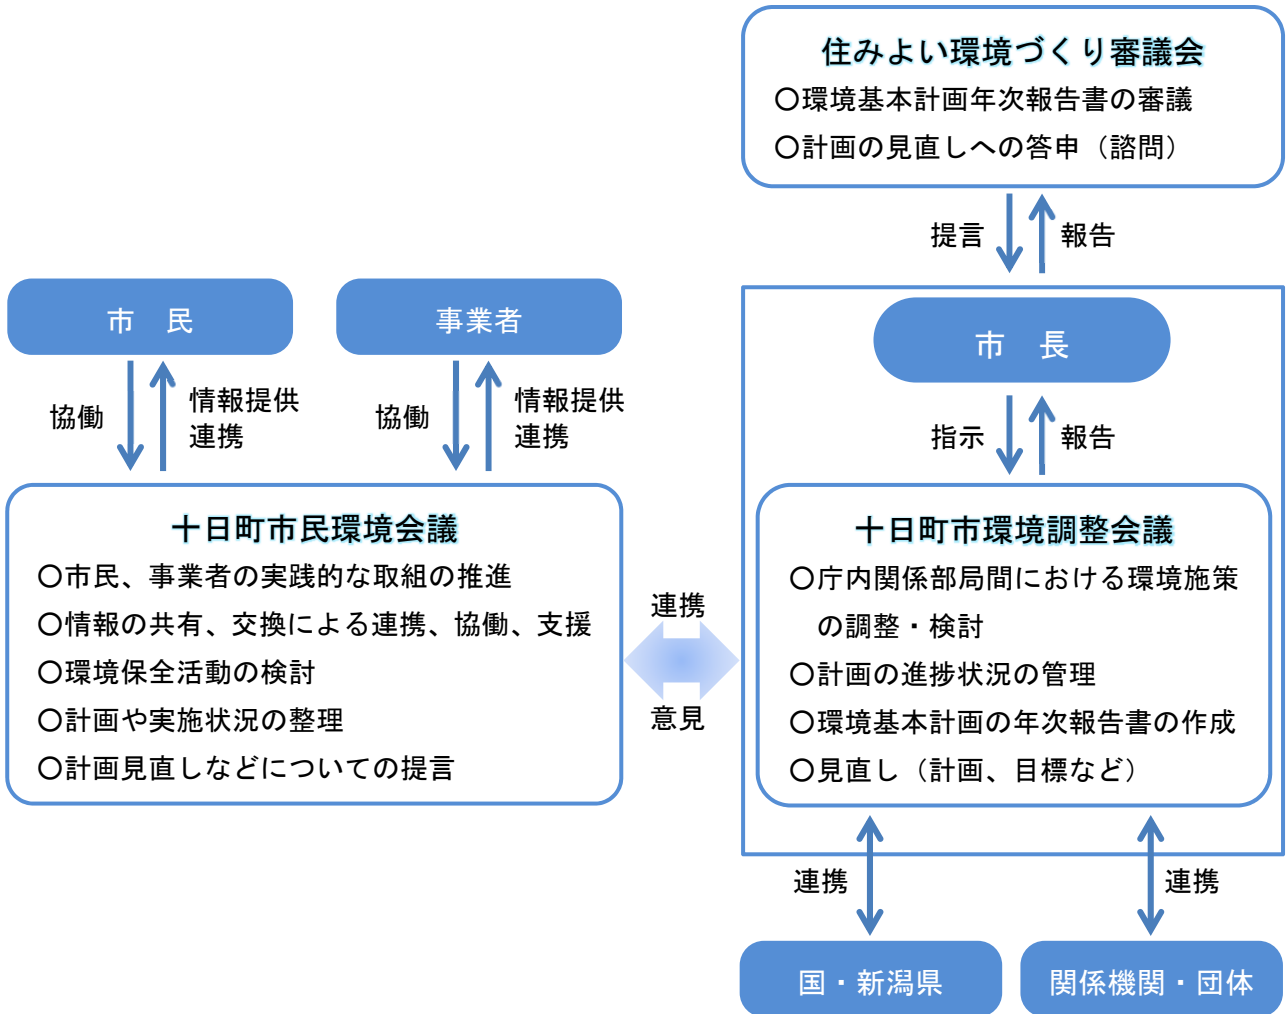 住みよい環境づくり審議会
〇環境基本計画年次報告書の審議
〇計画の見直しへの答申（諮問）
提言
報告
市　民
事業者
市　長
協働
情報提供
連携
協働
情報提供
連携
指示
報告
十日町市民環境会議
〇市民、事業者の実践的な取組の推進
〇情報の共有、交換による連携、協働、支援
〇環境保全活動の検討
〇計画や実施状況の整理
〇計画見直しなどについての提言
連携
意見
十日町市環境調整会議
〇庁内関係部局間における環境施策
の調整・検討
〇計画の進捗状況の管理
〇環境基本計画の年次報告書の作成
〇見直し（計画、目標など）
連携
連携
国・新潟県
関係機関・団体